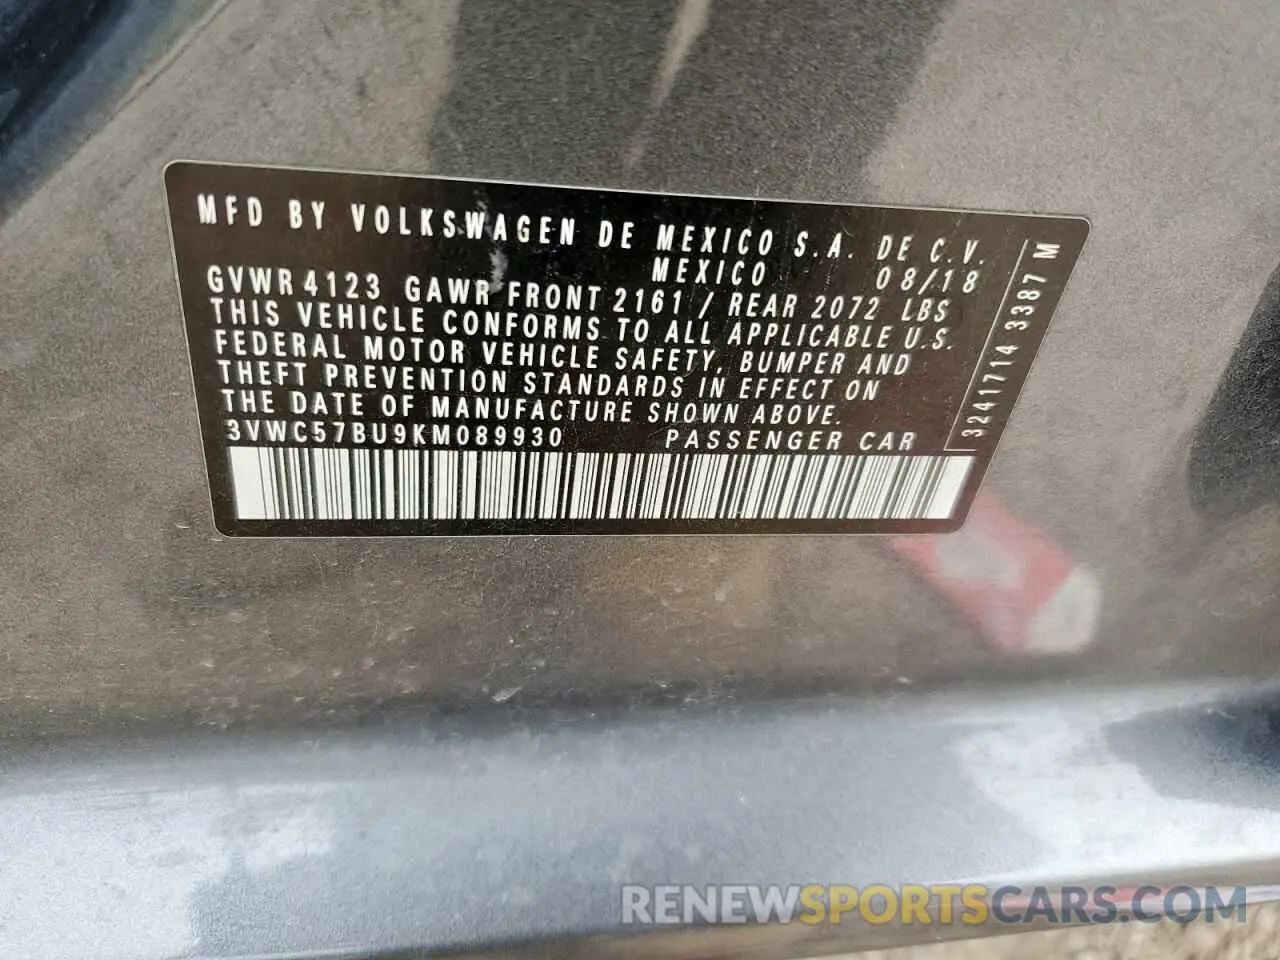 MFD BY VOLKSWAGEN DE MEXICO S.A. DE C.V.
MEXICO 08/18
GVWR 4123 GAWR FRONT 2161 / REAR 2072 LBS
THIS VEHICLE CONFORMS TO ALL APPLICABLE U.S.
FEDERAL MOTOR VEHICLE SAFETY, BUMPER AND
THEFT PREVENTION STANDARDS IN EFFECT ON
THE DATE OF MANUFACTURE SHOWN ABOVE.
3VWC57BU9KM089930 PASSENGER CAR
3241714 3387 M
RENEWSPORTSCARS.COM